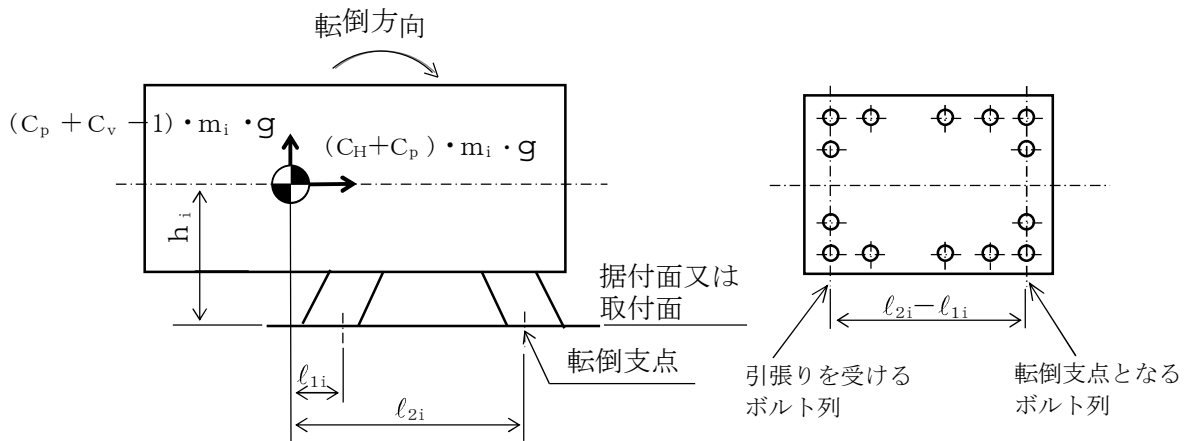 転倒方向
(Cp +Cv −1)・mi・g
(CH+Cp)・mi・g
hi
据付面又は
取付面
転倒支点
ℓ1i
ℓ2i
ℓ2i−ℓ1i
引張りを受ける
ボルト列
転倒支点となる
ボルト列